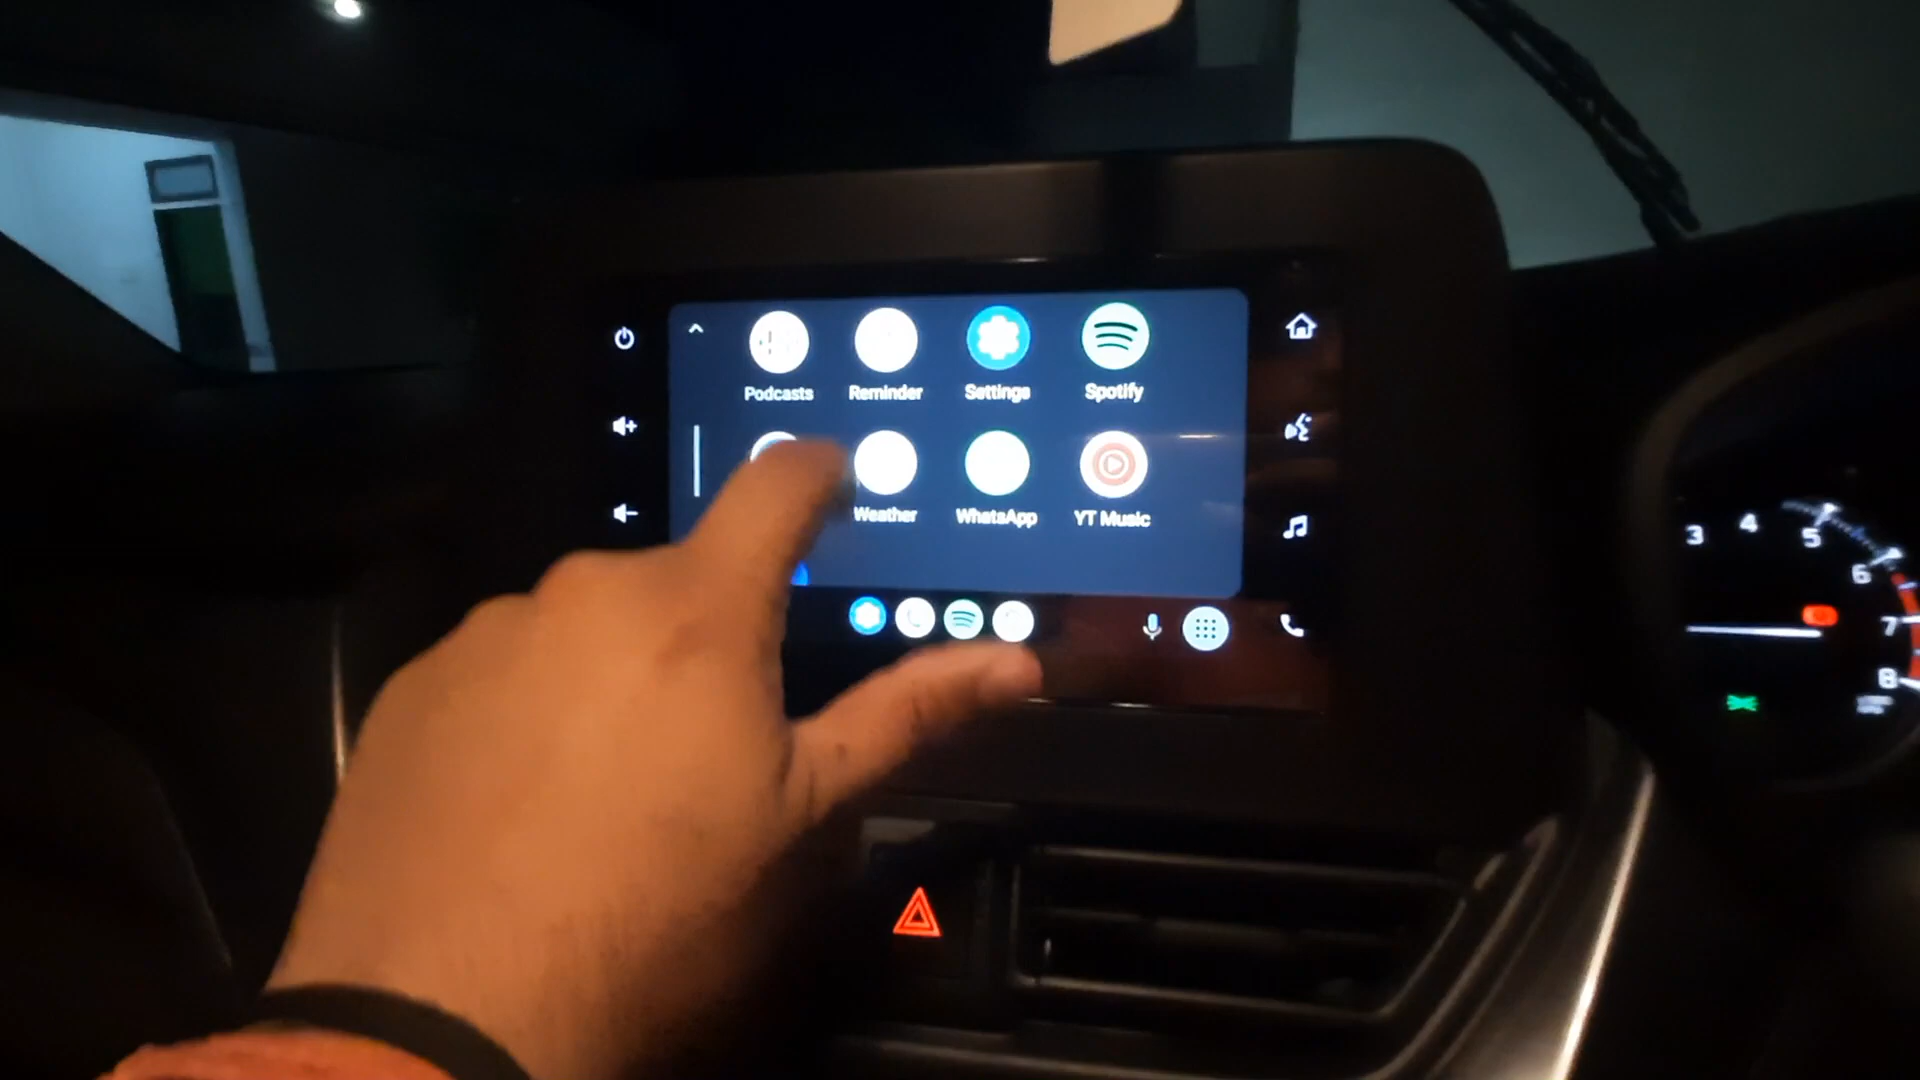 Podcasts Reminder Settings Spotify
Weather WhatsApp YT Music
3 4 5 6 7 8